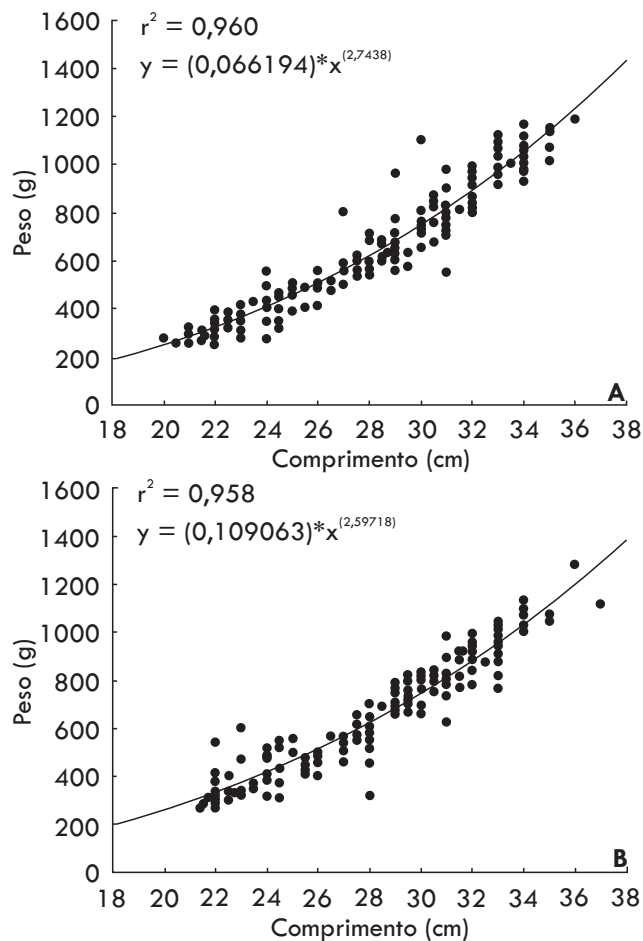 r² = 0,960
y = (0,066194)*x^(2,7438)
1600
1400
1200
1000
800
600
400
200
0
Peso (g)
A
18 20 22 24 26 28 30 32 34 36 38
Comprimento (cm)
r² = 0,958
y = (0,109063)*x^(2,59718)
1600
1400
1200
1000
800
600
400
200
0
Peso (g)
B
18 20 22 24 26 28 30 32 34 36 38
Comprimento (cm)